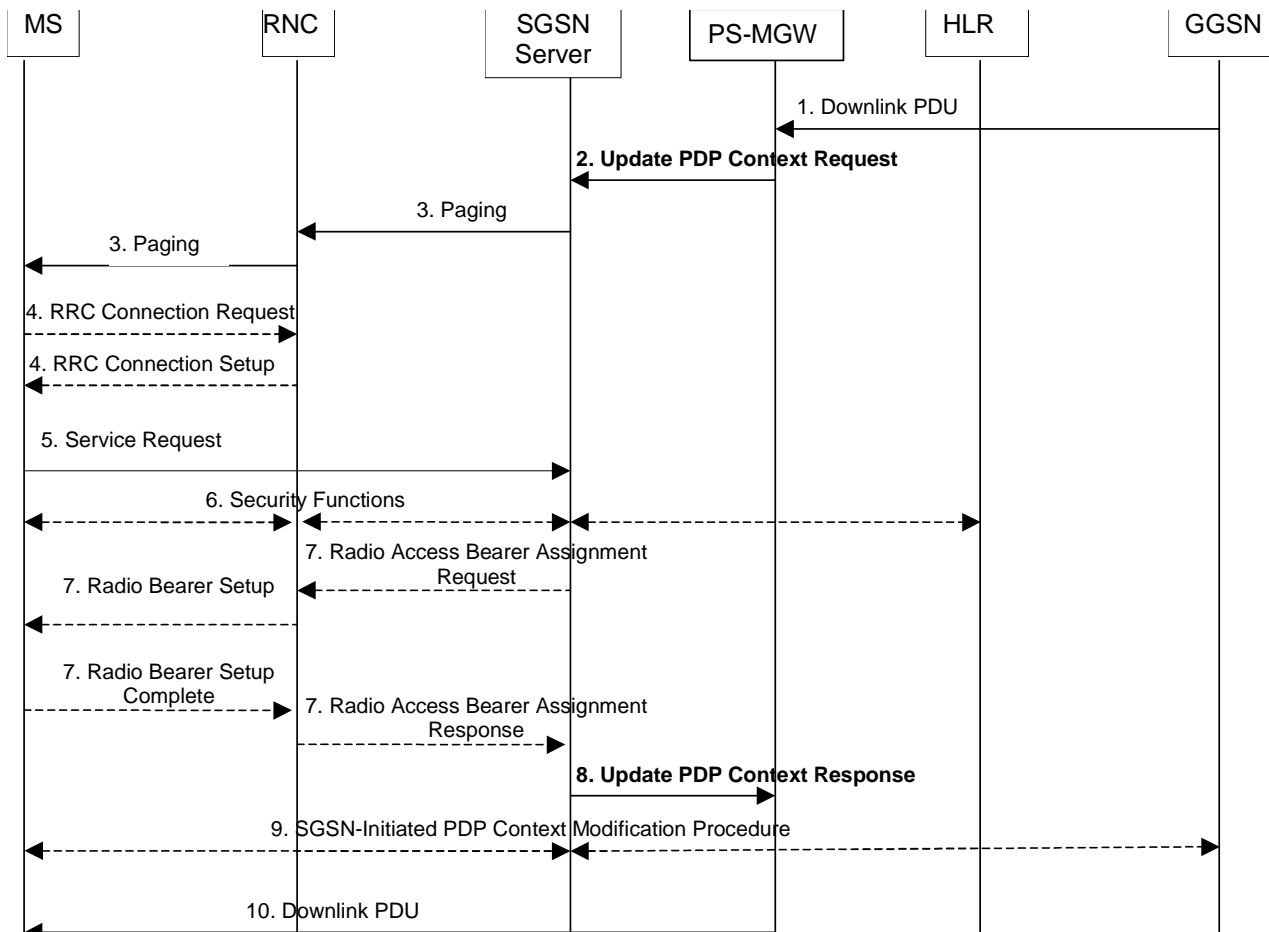 MS
RNC
SGSN
Server
PS-MGW
HLR
GGSN
1. Downlink PDU
2. Update PDP Context Request
3. Paging
3. Paging
4. RRC Connection Request
4. RRC Connection Setup
5. Service Request
6. Security Functions
7. Radio Access Bearer Assignment
Request
7. Radio Bearer Setup
7. Radio Bearer Setup
Complete
7. Radio Access Bearer Assignment
Response
8. Update PDP Context Response
9. SGSN-Initiated PDP Context Modification Procedure
10. Downlink PDU